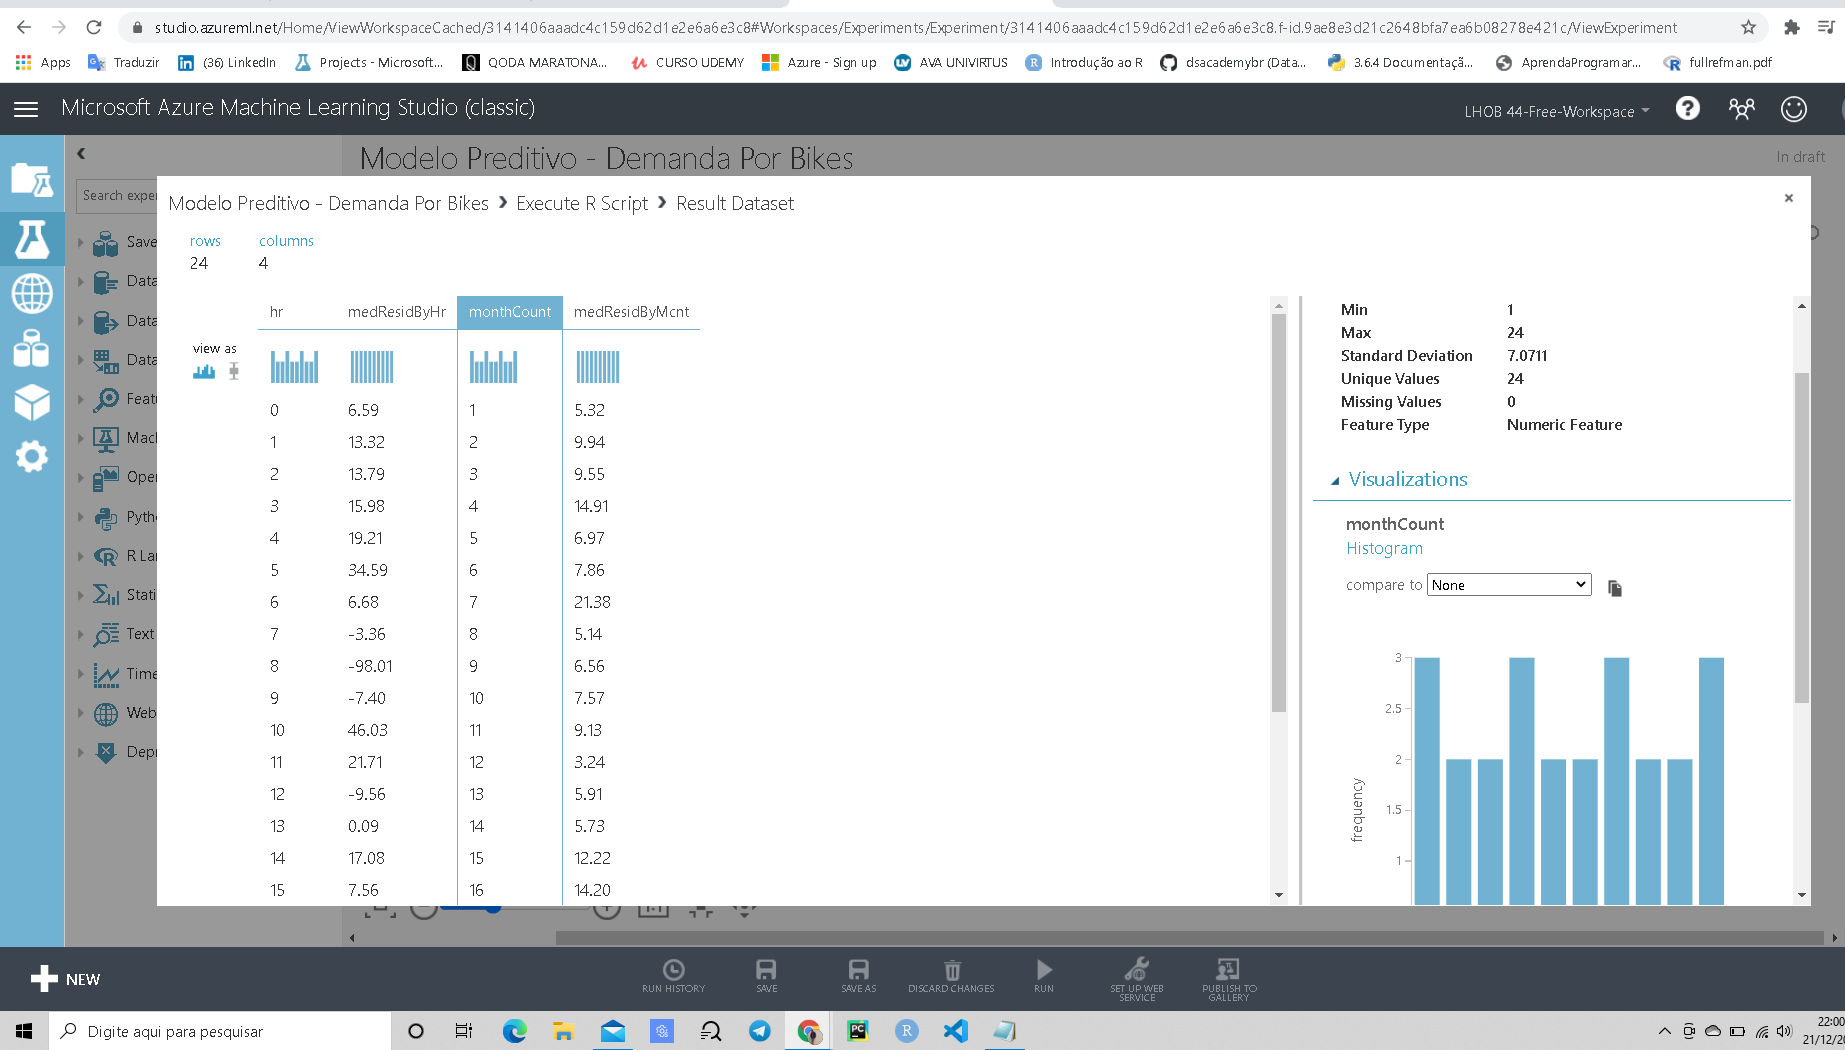 studio.azureml.net/Home/ViewWorkspaceCached/3141406aaadc4c159d62d1e2e6a6e3c8#Workspaces/Experiments/Experiment/3141406aaadc4c159d62d1e2e6a6e3c8.f-id.9ae8e3d21c2648bfa7ea6b08278e421c/ViewExperiment
Apps Traduzir (36) LinkedIn Projects - Microsoft... QODA MARATONA... CURSO UDEMY Azure - Sign up AVA UNIVIRTUS Introdução ao R dsacademybr (Data... 3.6.4 Documentaçã... AprendaProgramar... fullrefman.pdf
Microsoft Azure Machine Learning Studio (classic)
LHOB 44-Free-Workspace
Modelo Preditivo - Demanda Por Bikes
In draft
Search expe
Save
Data
Data
Data
Featu
Mach
Open
Pytho
R Lan
Stati
Text
Time
Web
Depr
Modelo Preditivo - Demanda Por Bikes > Execute R Script > Result Dataset
rows columns
24 4
hr medResidByHr monthCount medResidByMcnt
view as
0 6.59 1 5.32
1 13.32 2 9.94
2 13.79 3 9.55
3 15.98 4 14.91
4 19.21 5 6.97
5 34.59 6 7.86
6 6.68 7 21.38
7 -3.36 8 5.14
8 -98.01 9 6.56
9 -7.40 10 7.57
10 46.03 11 9.13
11 21.71 12 3.24
12 -9.56 13 5.91
13 0.09 14 5.73
14 17.08 15 12.22
15 7.56 16 14.20
Min 1
Max 24
Standard Deviation 7.0711
Unique Values 24
Missing Values 0
Feature Type Numeric Feature
Visualizations
monthCount
Histogram
compare to None
3
2.5
2
1.5
1
frequency
NEW
RUN HISTORY SAVE SAVE AS DISCARD CHANGES RUN SET UP WEB SERVICE PUBLISH TO GALLERY
Digite aqui para pesquisar
22:00
21/12/2